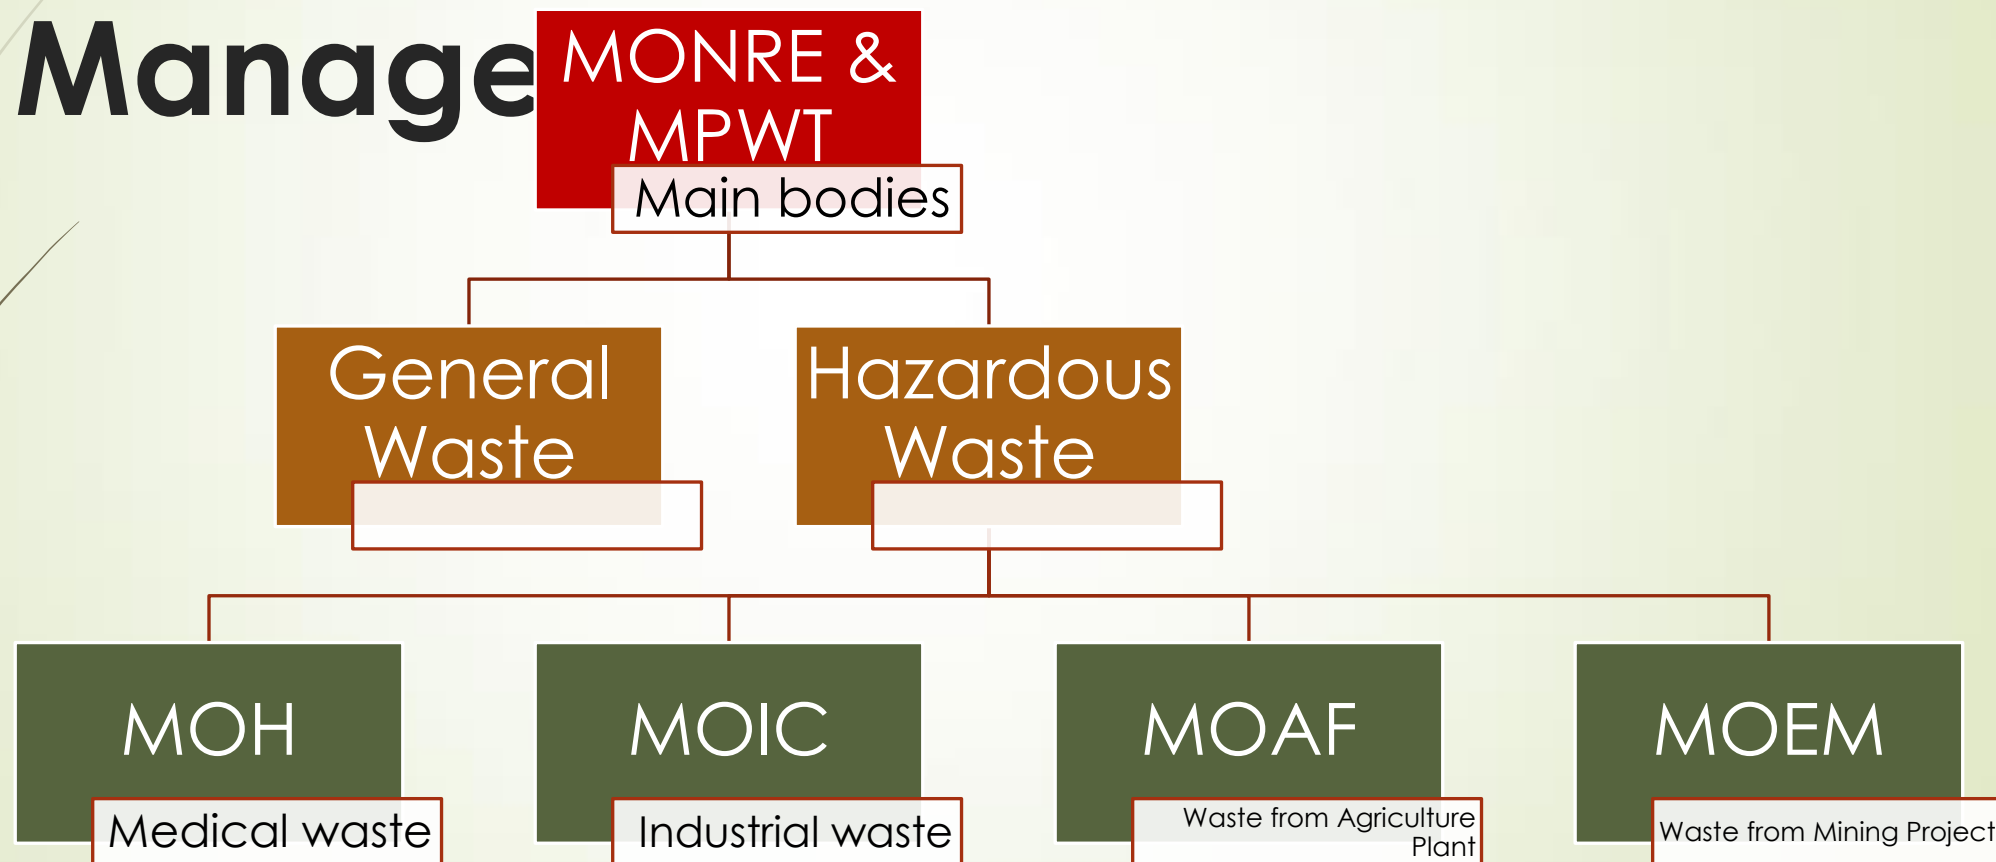 Manage
MONRE &
MPWT
Main bodies
General
Waste
Hazardous
Waste
MOH
Medical waste
MOIC
Industrial waste
MOAF
Waste from Agriculture
Plant
MOEM
Waste from Mining Project